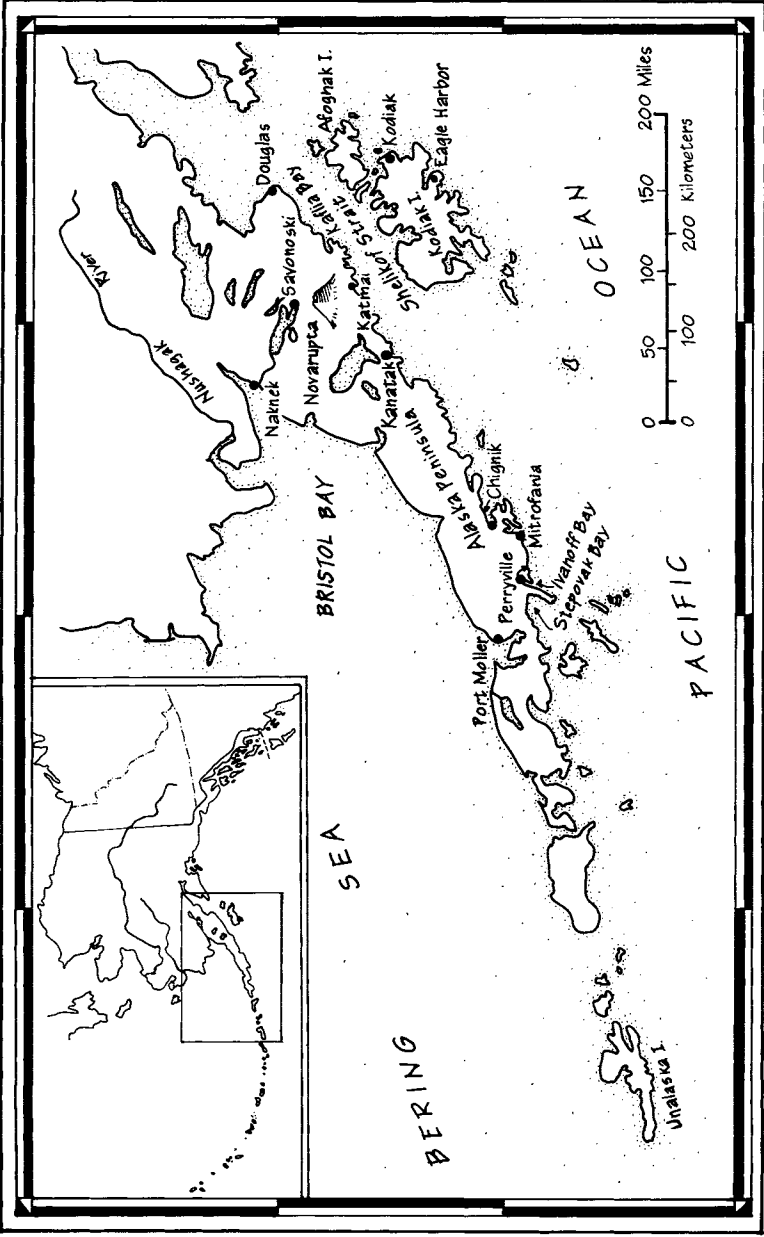 Nushagak
River
Douglas
Afoghak I.
Kaflia Bay
Shelikof Strait
Kodiak
Eagle Harbor
Kodiak I.
Savonoski
Naknek
Novarupta
Katmai
Kanatak
BRISTOL BAY
Alaska Peninsula
Chignik
Mitrofania
Perryville
Ivanoff Bay
Stepovak Bay
Port Moller
BERING
SEA
PACIFIC
OCEAN
Unalaska I.
0 50 100 150 200 Miles
0 100 200 Kilometers